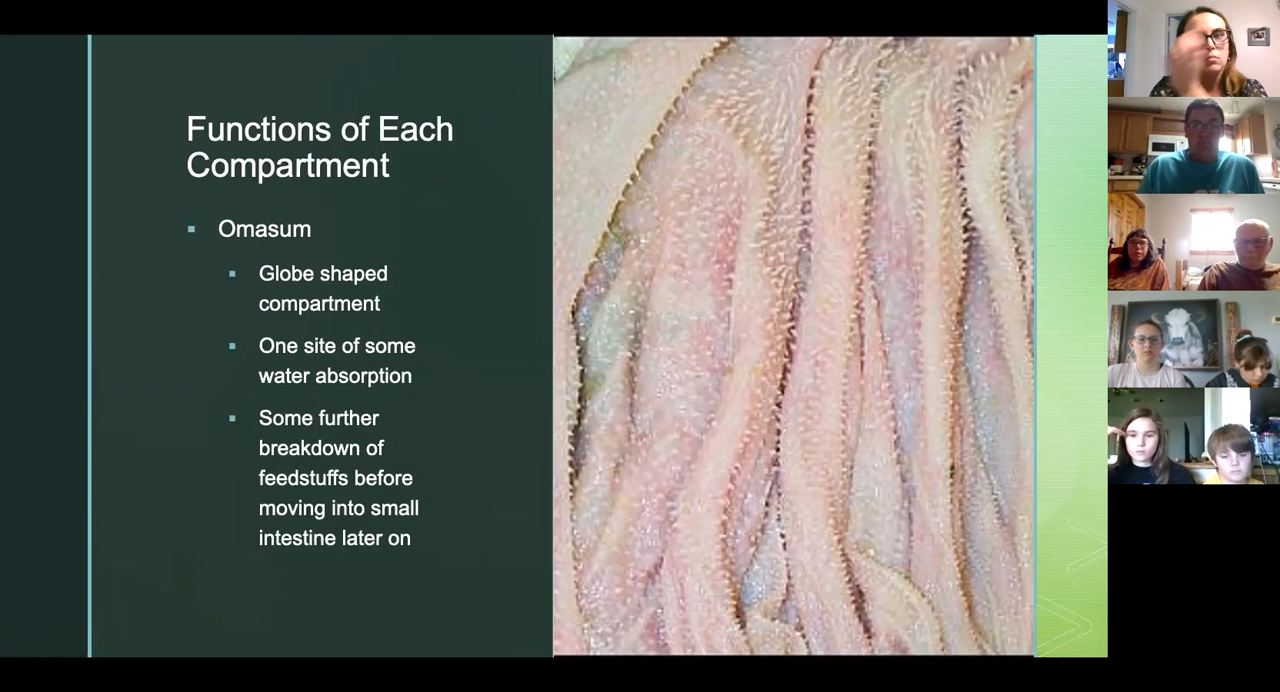 Functions of Each
Compartment
Omasum
Globe shaped
compartment
One site of some
water absorption
Some further
breakdown of
feedstuffs before
moving into small
intestine later on